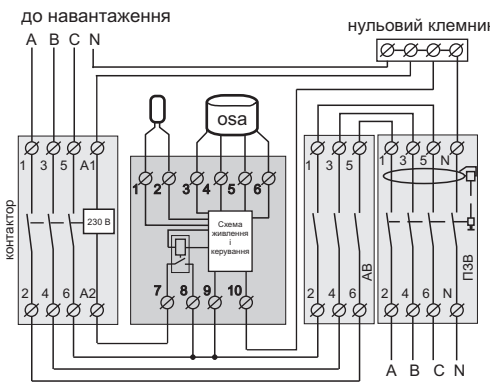 до навантаження
A B C N
нульовий клемник
osa
1 3 5 A1
1 2 3 4 5 6
1 3 5
1 3 5 N
контактор
230 В
Схема
живлення
і
керування
АВ
ПЗВ
2 4 6 A2
7 8 9 10
2 4 6
2 4 6 N
A B C N